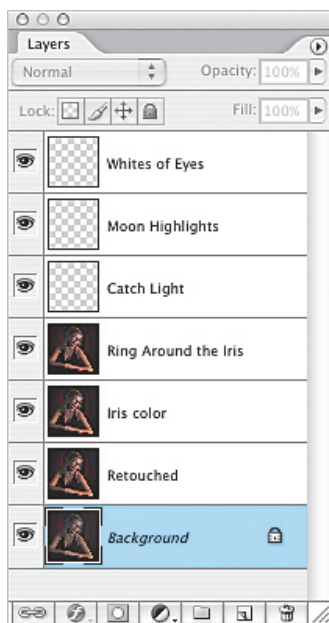 Layers
Normal Opacity: 100%
Lock: Fill: 100%
Whites of Eyes
Moon Highlights
Catch Light
Ring Around the Iris
Iris color
Retouched
Background